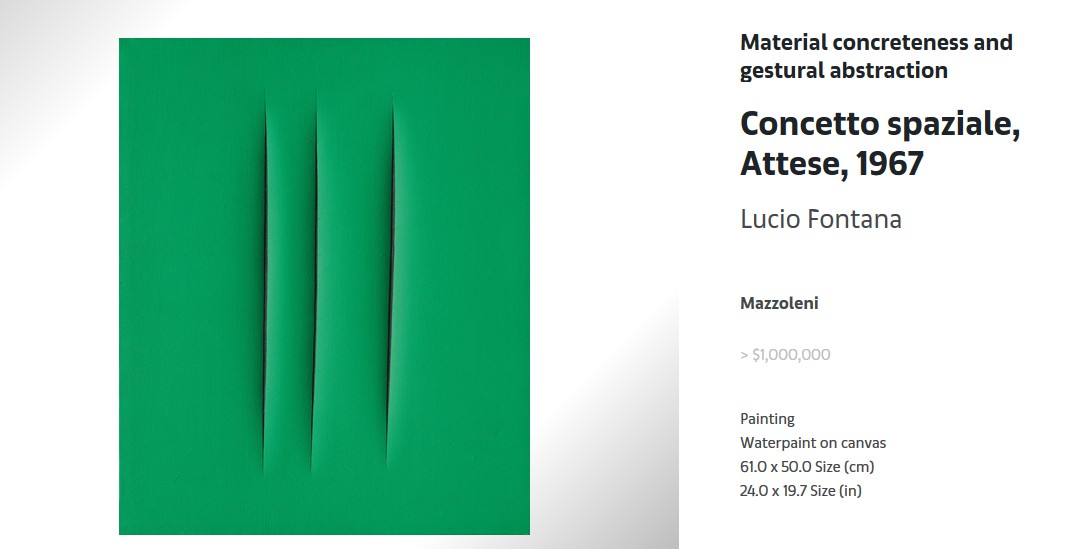 Material concreteness and
gestural abstraction
Concetto spaziale,
Attese, 1967
Lucio Fontana
Mazzoleni
> $1,000,000
Painting
Waterpaint on canvas
61.0 x 50.0 Size (cm)
24.0 x 19.7 Size (in)